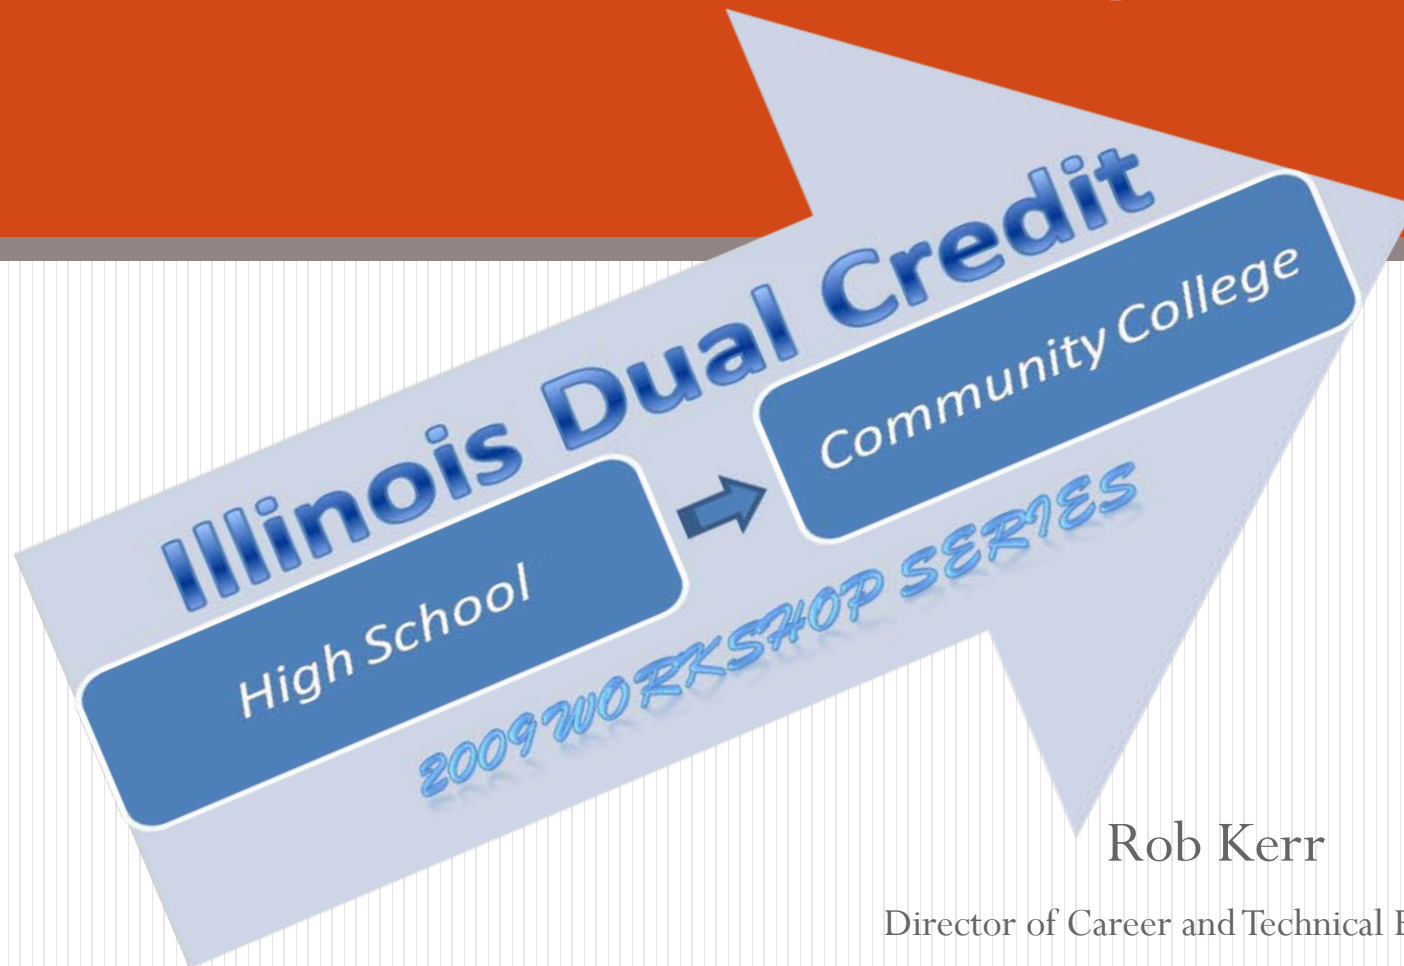 Illinois Dual Credit
High School
Community College
2009 WORKSHOP SERIES
Rob Kerr
Director of Career and Technical